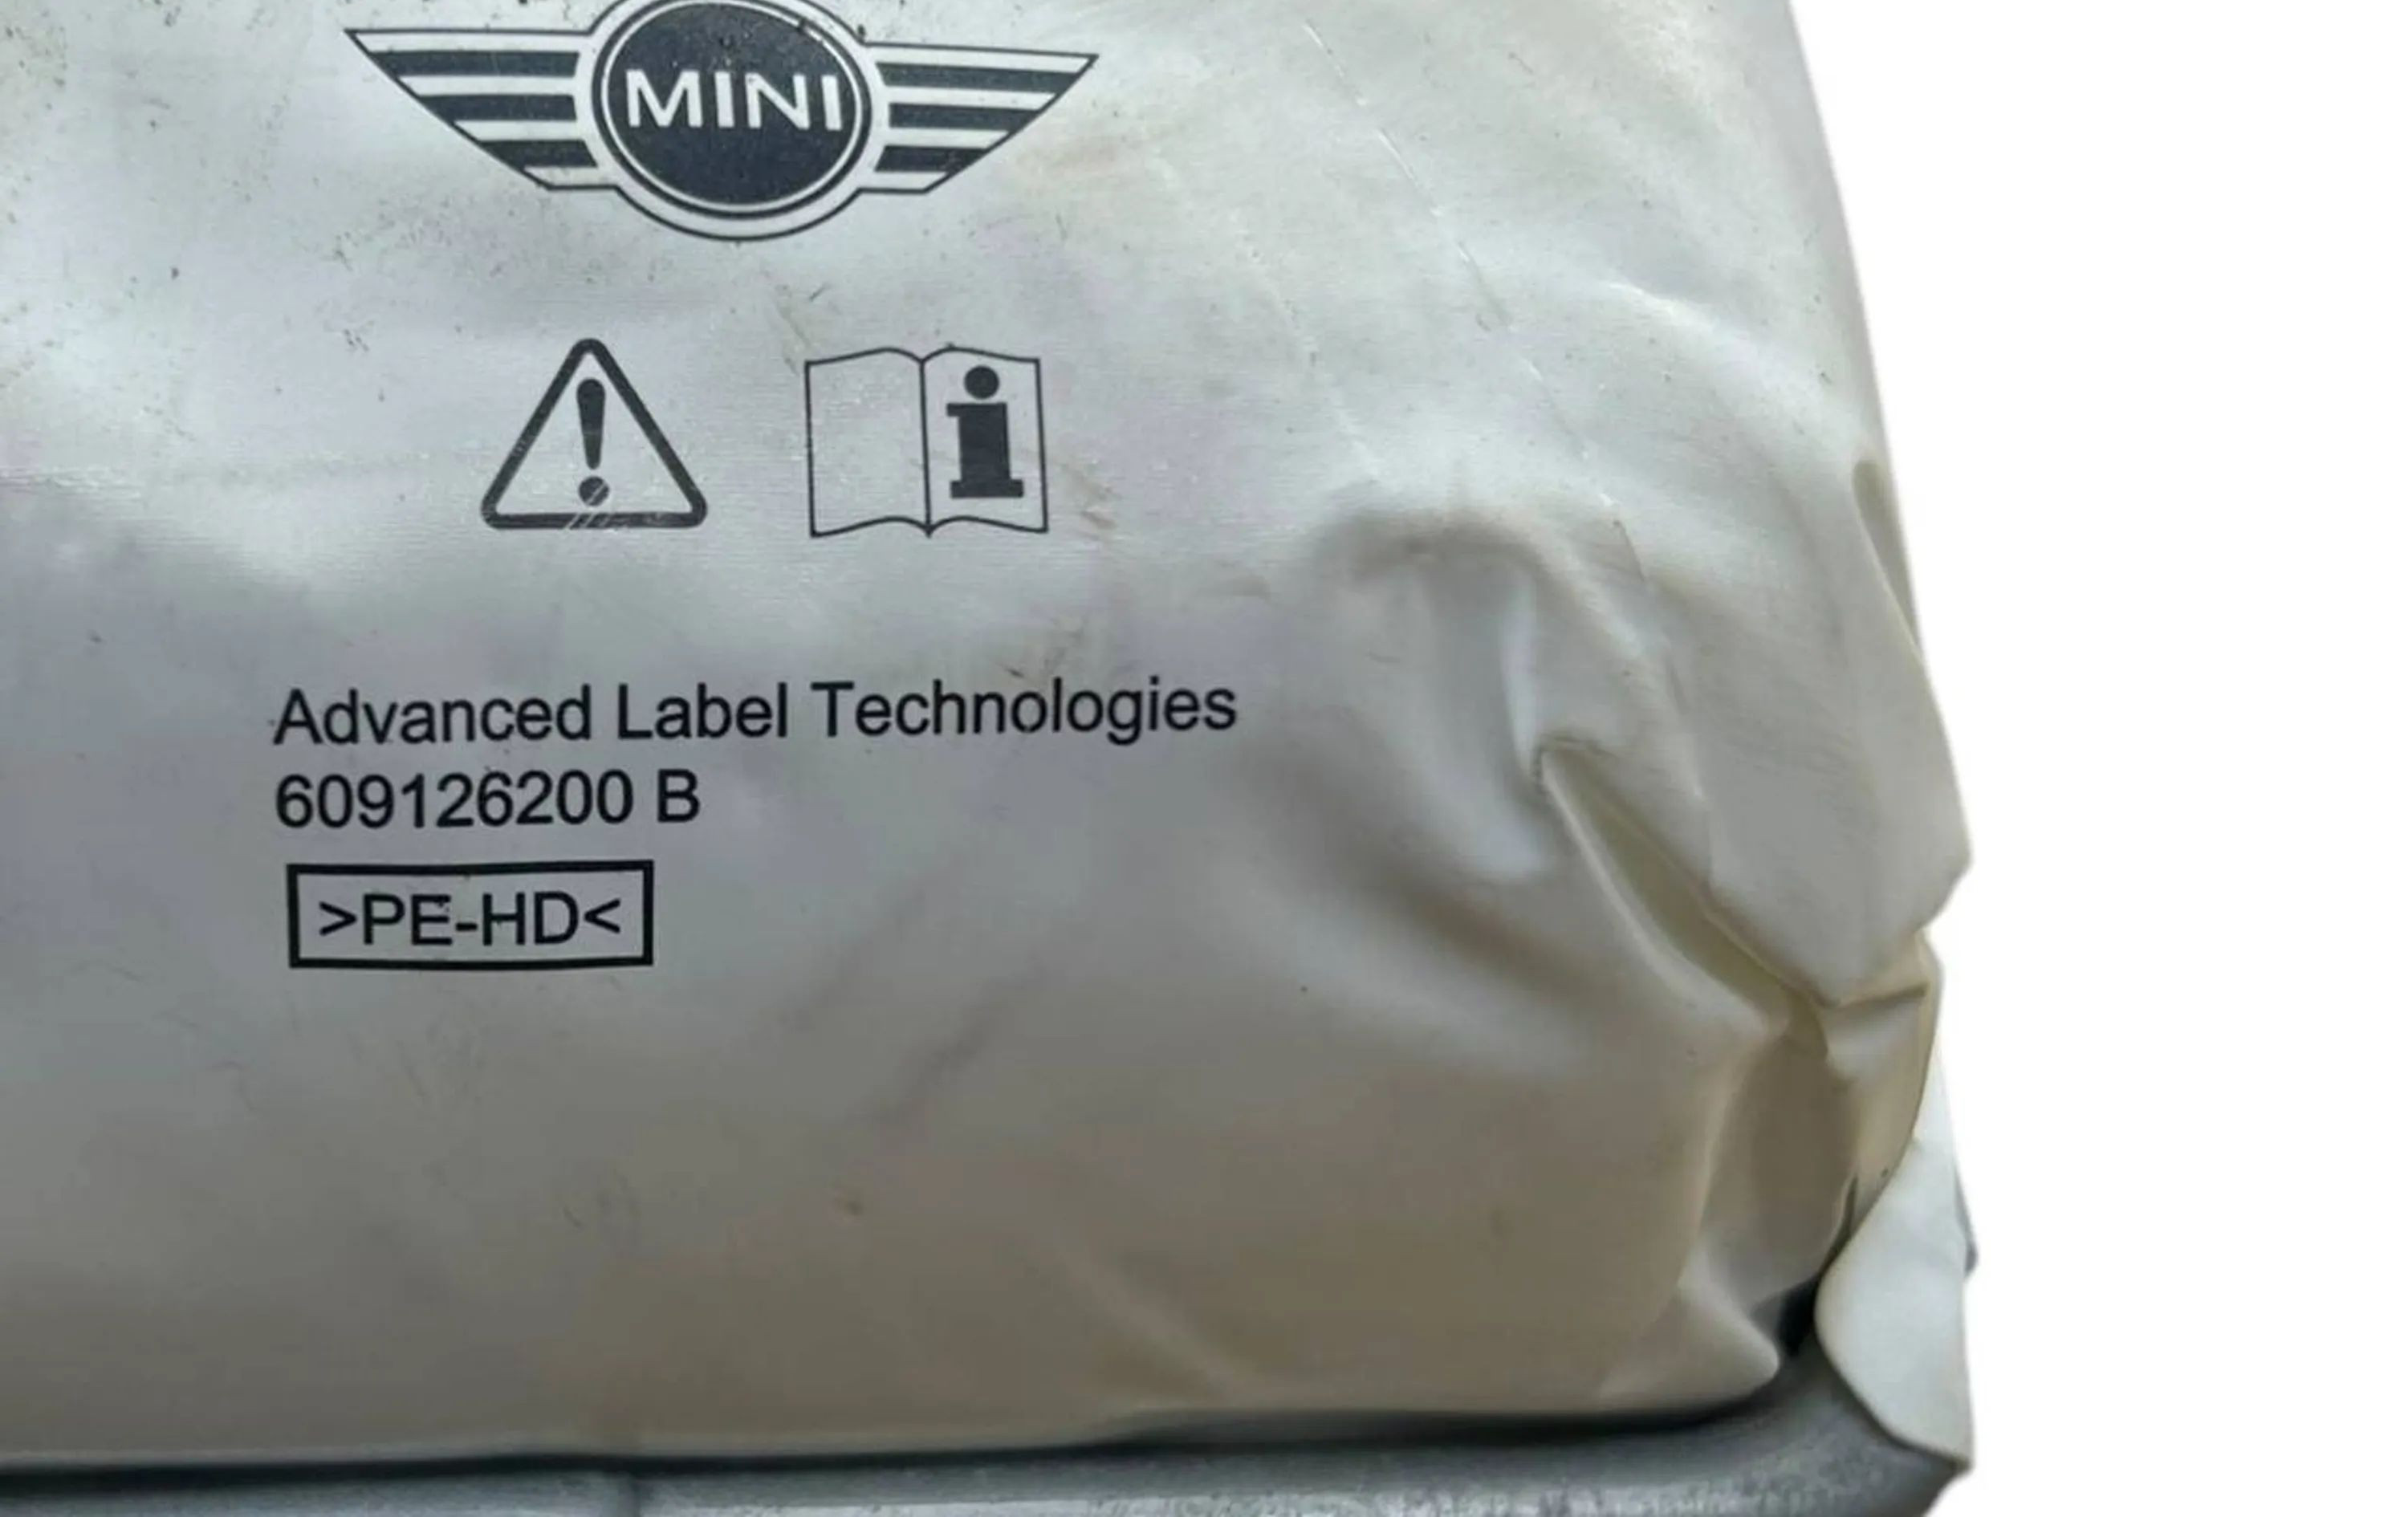 MINI
Advanced Label Technologies
609126200 B
>PE-HD<